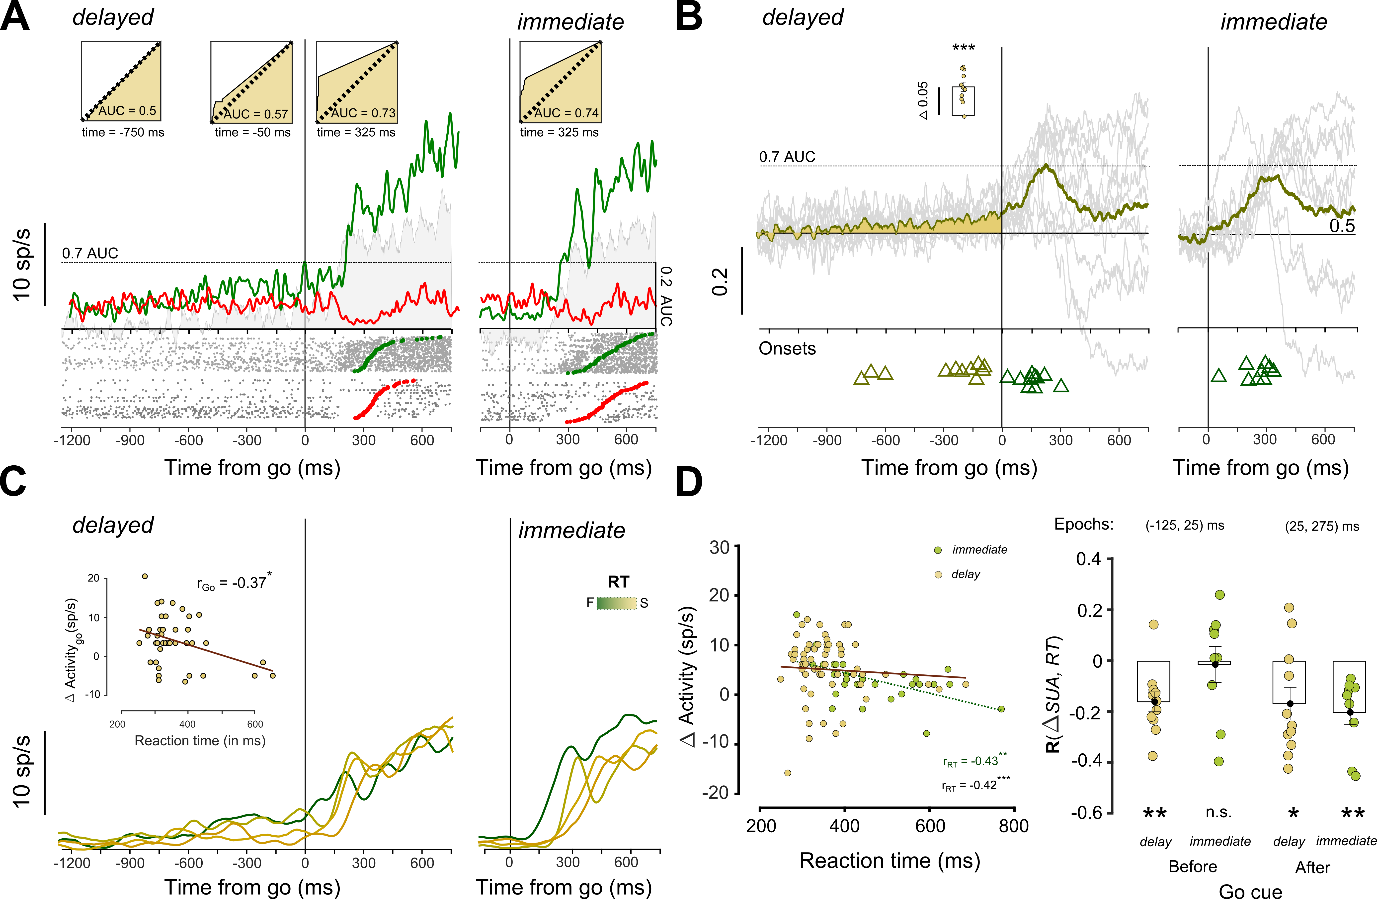 A
delayed
immediate
AUC = 0.5
time = -750 ms
AUC = 0.57
time = -50 ms
AUC = 0.73
time = 325 ms
AUC = 0.74
time = 325 ms
10 sp/s
0.7 AUC
0.2 AUC
-1200 -900 -600 -300 0 300 600
0 300 600
Time from go (ms)
Time from go (ms)
B
delayed
immediate
***
△ 0.05
0.7 AUC
0.5
0.2
Onsets
-1200 -900 -600 -300 0 300 600
0 300 600
Time from go (ms)
Time from go (ms)
C
delayed
immediate
rGo = -0.37*
Δ Activitygo(sp/s)
20
10
0
-10
200 400 600
Reaction time (in ms)
RT
F S
10 sp/s
-1200 -900 -600 -300 0 300 600
0 300 600
Time from go (ms)
Time from go (ms)
D
immediate
delay
Δ Activity (sp/s)
30
20
10
0
-10
-20
rRT = -0.43**
rRT = -0.42***
200 400 600 800
Reaction time (ms)
Epochs: (-125, 25) ms (25, 275) ms
R(△SUA, RT)
0.4
0.2
0
-0.2
-0.4
-0.6
** n.s. * **
delay immediate delay immediate
Before After
Go cue